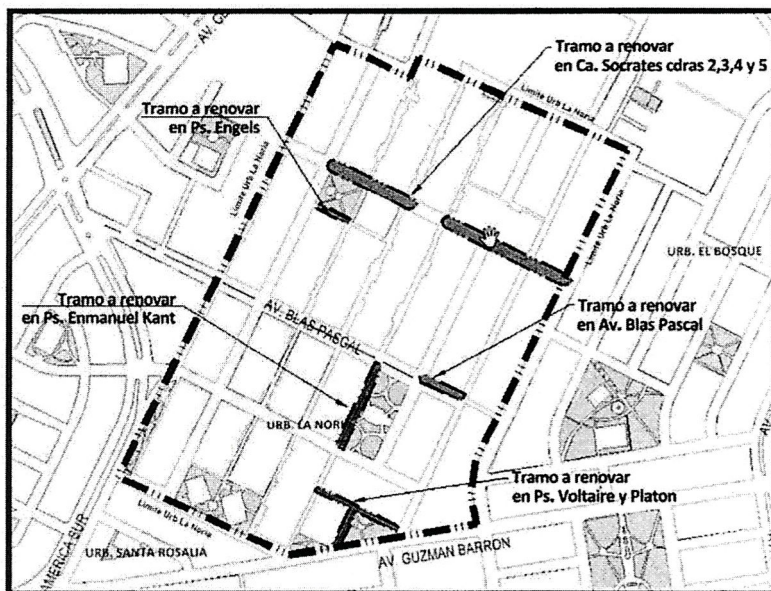 AV. GE
Tramo a renovar
en Ca. Socrates cdras 2,3,4 y 5
Limite Urb La Noria
Tramo a renovar
en Ps. Engels
Limite Urb La Noria
Limite Urb La Noria
URB. EL BOSQUE
Tramo a renovar
en Ps. Enmanuel Kant
AV. BLAS PASCAL
Tramo a renovar
en Av. Blas Pascal
URB. LA NORI
AV
Tramo a renovar
en Ps. Voltaire y Platon
Limite Urb La Noria
URB. SANTA ROSALIA
AV. GUZMAN BARRON
AMERICA SUR